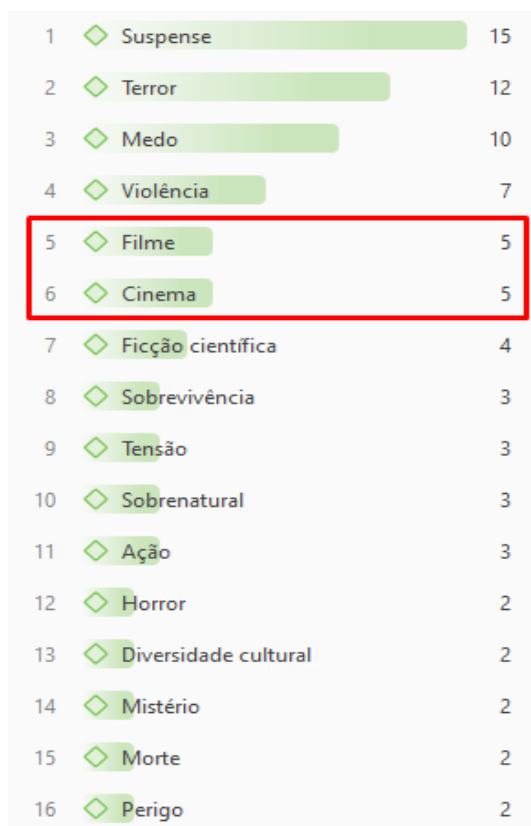 1 Suspense 15
2 Terror 12
3 Medo 10
4 Violência 7
5 Filme 5
6 Cinema 5
7 Ficção científica 4
8 Sobrevivência 3
9 Tensão 3
10 Sobrenatural 3
11 Ação 3
12 Horror 2
13 Diversidade cultural 2
14 Mistério 2
15 Morte 2
16 Perigo 2